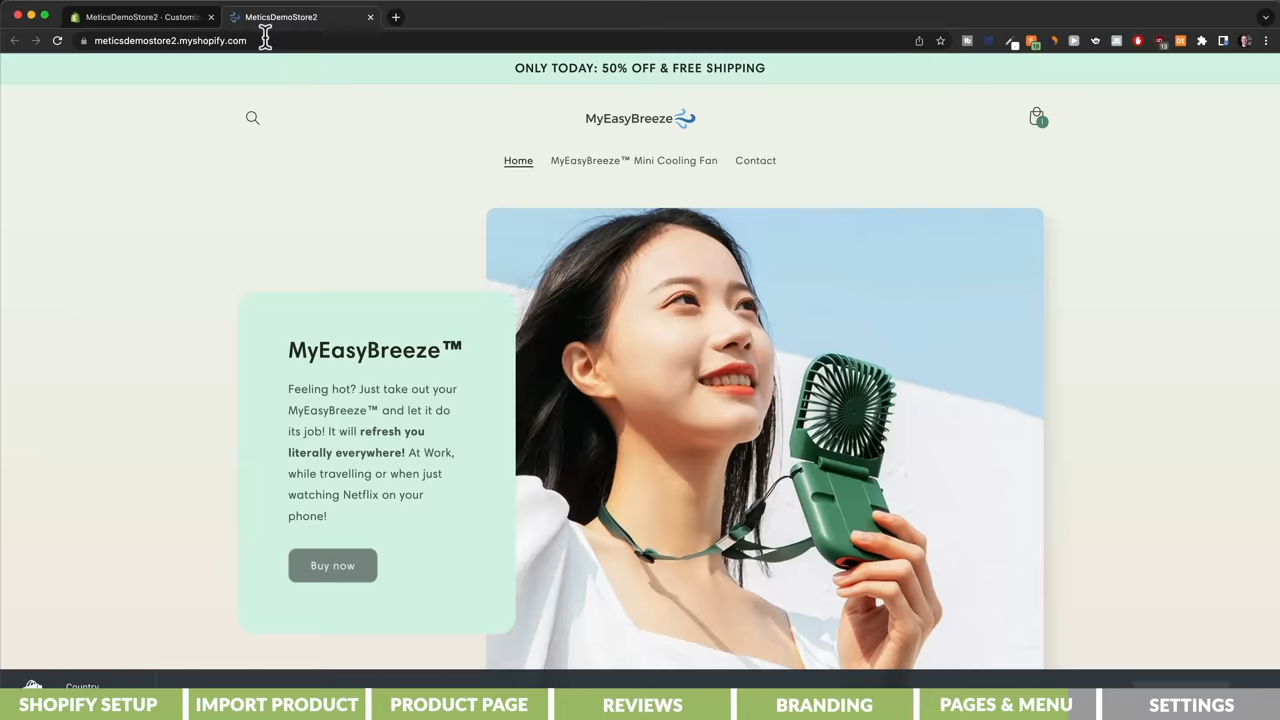 MeticsDemoStore2 · Customiz
MeticsDemoStore2
meticsdemostore2.myshopify.com
ONLY TODAY: 50% OFF & FREE SHIPPING
MyEasyBreeze
1
Home MyEasyBreeze™ Mini Cooling Fan Contact
MyEasyBreeze™
Feeling hot? Just take out your
MyEasyBreeze™ and let it do
its job! It will refresh you
literally everywhere! At Work,
while travelling or when just
watching Netflix on your
phone!
Buy now
Country
SHOPIFY SETUP IMPORT PRODUCT PRODUCT PAGE REVIEWS BRANDING PAGES & MENU SETTINGS